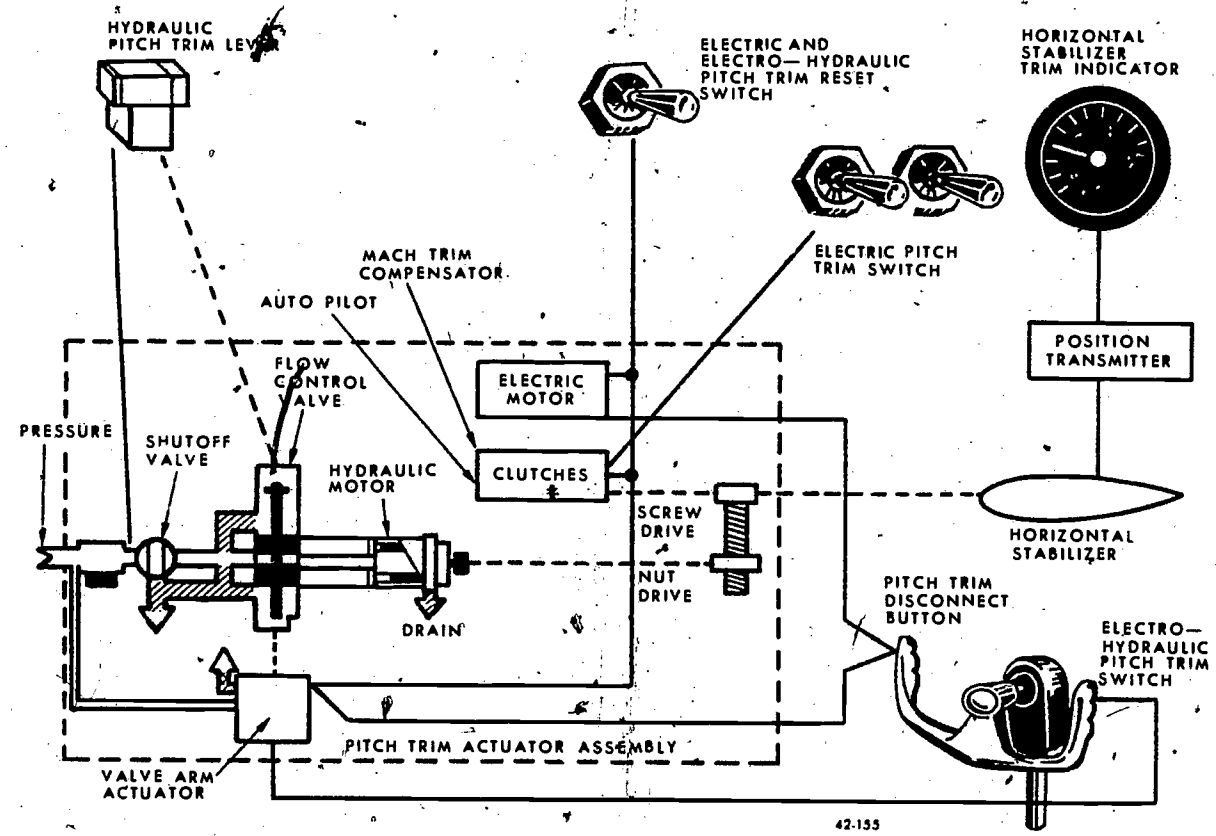 HYDRAULIC
PITCH TRIM LEVER
ELECTRIC AND
ELECTRO—HYDRAULIC
PITCH TRIM RESET
SWITCH
HORIZONTAL
STABILIZER
TRIM INDICATOR
ELECTRIC PITCH
TRIM SWITCH
MACH TRIM
COMPENSATOR
AUTO PILOT
FLOW
CONTROL
VALVE
ELECTRIC
MOTOR
POSITION
TRANSMITTER
PRESSURE
SHUTOFF
VALVE
HYDRAULIC
MOTOR
CLUTCHES
SCREW
DRIVE
HORIZONTAL
STABILIZER
NUT
DRIVE
PITCH TRIM
DISCONNECT
BUTTON
DRAIN
ELECTRO—
HYDRAULIC
PITCH TRIM
SWITCH
PITCH TRIM ACTUATOR ASSEMBLY
VALVE ARM
ACTUATOR
42-155